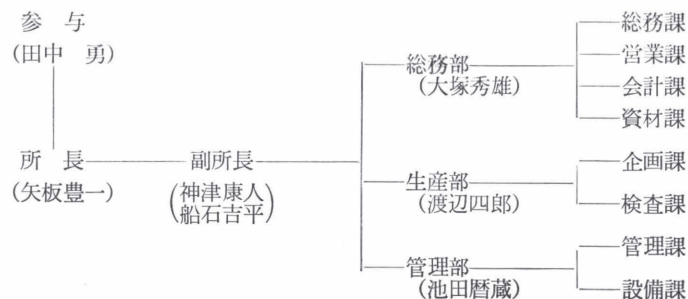 参 与
(田中 勇)
所 長
(矢板豊一)
副所長
(神津康人
船石吉平)
総務部
(大塚秀雄)
総務課
営業課
会計課
資材課
生産部
(渡辺四郎)
企画課
検査課
管理部
(池田暦蔵)
管理課
設備課